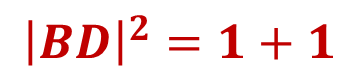 |BD|² = 1 + 1